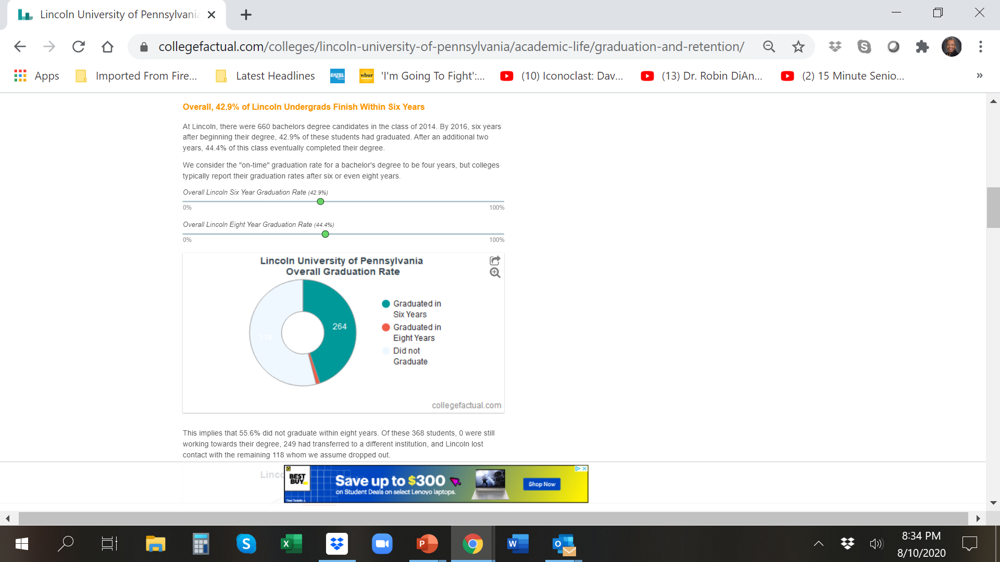 Lincoln University of Pennsylvani
collegefactual.com/colleges/lincoln-university-of-pennsylvania/academic-life/graduation-and-retention/
Apps Imported From Fire... Latest Headlines EATEL wbur 'I'm Going To Fight':... (10) Iconoclast: Dav... (13) Dr. Robin DiAn... (2) 15 Minute Senio... »
Overall, 42.9% of Lincoln Undergrads Finish Within Six Years
At Lincoln, there were 660 bachelors degree candidates in the class of 2014. By 2016, six years
after beginning their degree, 42.9% of these students had graduated. After an additional two
years, 44.4% of this class eventually completed their degree.
We consider the "on-time" graduation rate for a bachelor's degree to be four years, but colleges
typically report their graduation rates after six or even eight years.
Overall Lincoln Six Year Graduation Rate (42.9%)
0% 100%
Overall Lincoln Eight Year Graduation Rate (44.4%)
0% 100%
Lincoln University of Pennsylvania
Overall Graduation Rate
264
318
Graduated in
Six Years
Graduated in
Eight Years
Did not
Graduate
collegefactual.com
This implies that 55.6% did not graduate within eight years. Of these 368 students, 0 were still
working towards their degree, 249 had transferred to a different institution, and Lincoln lost
contact with the remaining 118 whom we assume dropped out.
Linc
BEST
BUY
Save up to $300
on Student Deals on select Lenovo laptops.
Shop Now
See Details
8:34 PM
8/10/2020